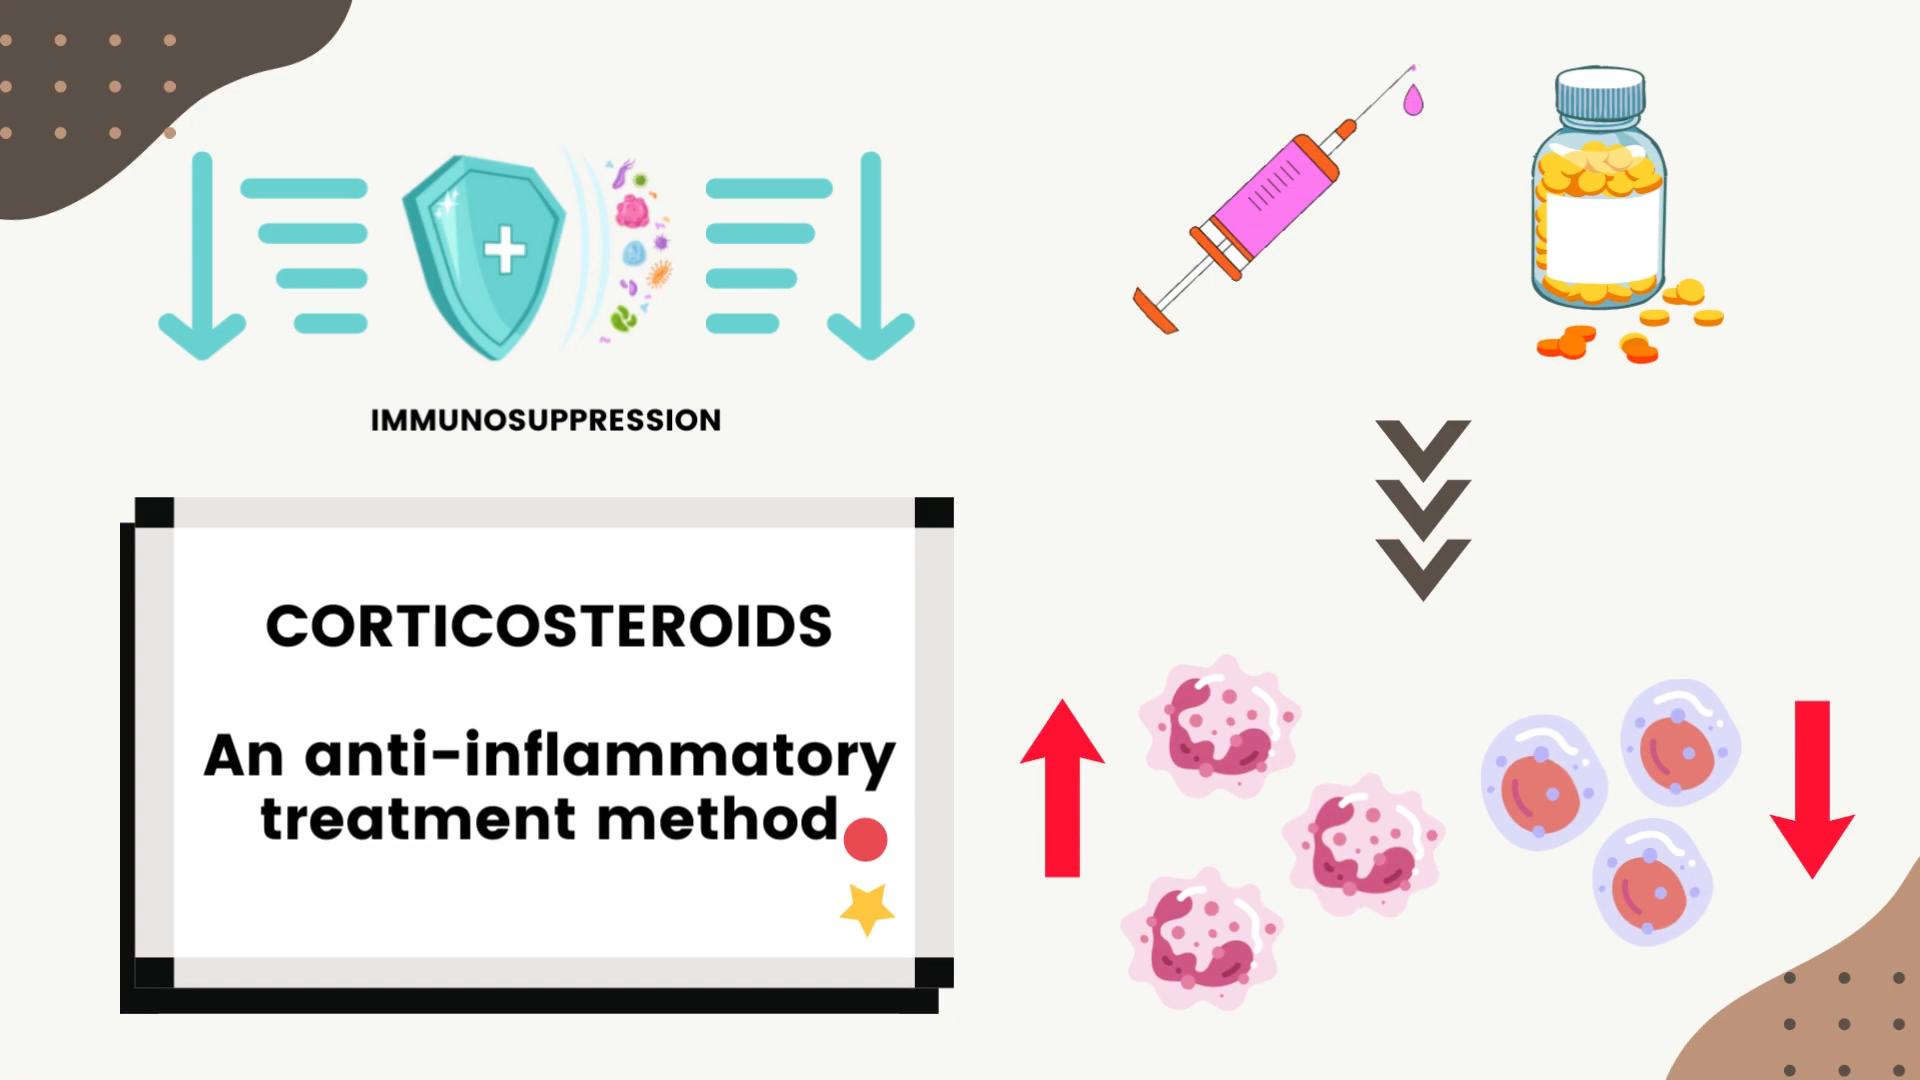 IMMUNOSUPPRESSION
CORTICOSTEROIDS
An anti-inflammatory
treatment method